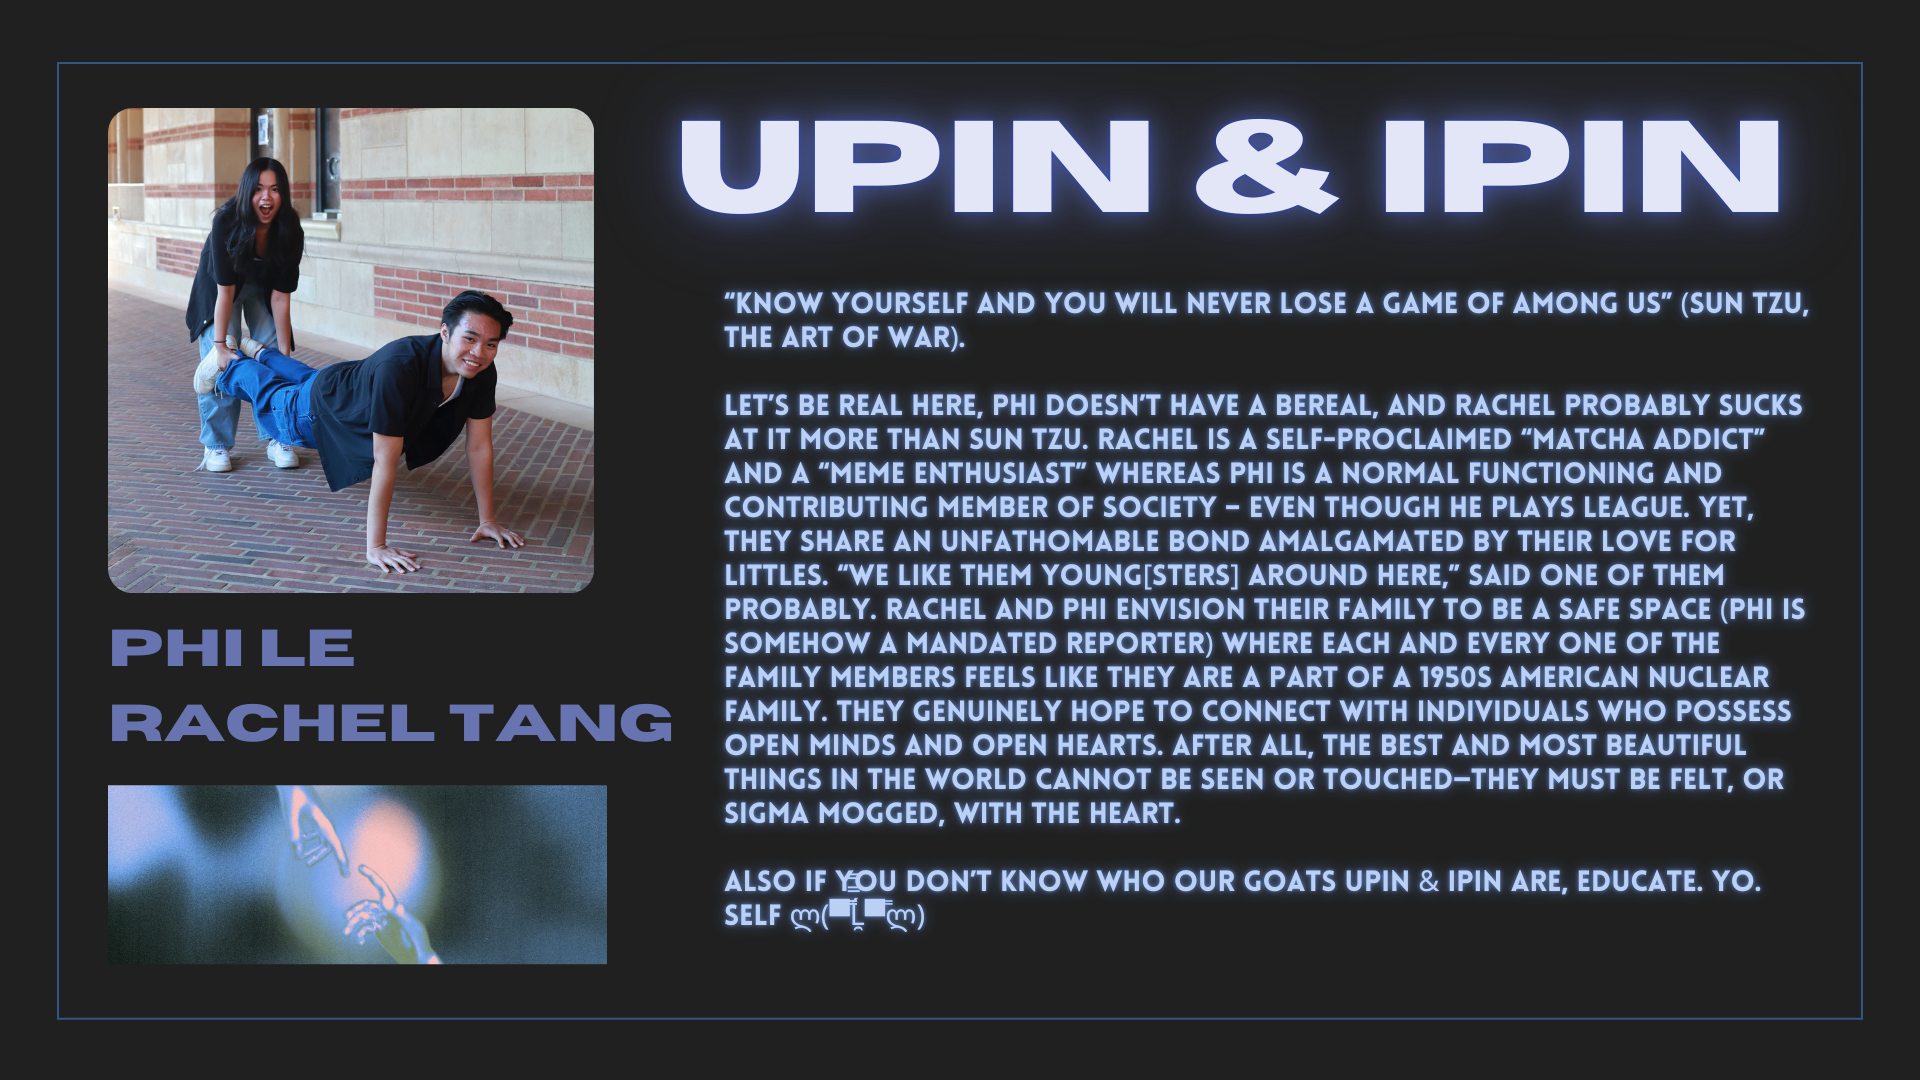 UPIN & IPIN
“KNOW YOURSELF AND YOU WILL NEVER LOSE A GAME OF AMONG US” (SUN TZU,
THE ART OF WAR).
LET’S BE REAL HERE, PHI DOESN’T HAVE A BEREAL, AND RACHEL PROBABLY SUCKS
AT IT MORE THAN SUN TZU. RACHEL IS A SELF-PROCLAIMED “MATCHA ADDICT”
AND A “MEME ENTHUSIAST” WHEREAS PHI IS A NORMAL FUNCTIONING AND
CONTRIBUTING MEMBER OF SOCIETY – EVEN THOUGH HE PLAYS LEAGUE. YET,
THEY SHARE AN UNFATHOMABLE BOND AMALGAMATED BY THEIR LOVE FOR
LITTLES. “WE LIKE THEM YOUNG[STERS] AROUND HERE,” SAID ONE OF THEM
PROBABLY. RACHEL AND PHI ENVISION THEIR FAMILY TO BE A SAFE SPACE (PHI IS
SOMEHOW A MANDATED REPORTER) WHERE EACH AND EVERY ONE OF THE
FAMILY MEMBERS FEELS LIKE THEY ARE A PART OF A 1950S AMERICAN NUCLEAR
FAMILY. THEY GENUINELY HOPE TO CONNECT WITH INDIVIDUALS WHO POSSESS
OPEN MINDS AND OPEN HEARTS. AFTER ALL, THE BEST AND MOST BEAUTIFUL
THINGS IN THE WORLD CANNOT BE SEEN OR TOUCHED—THEY MUST BE FELT, OR
SIGMA MOGGED, WITH THE HEART.
ALSO IF YOU DON’T KNOW WHO OUR GOATS UPIN & IPIN ARE, EDUCATE. YO.
SELF ლ(▀̿̿Ĺ̯̿▀̿ლ)
PHI LE
RACHEL TANG